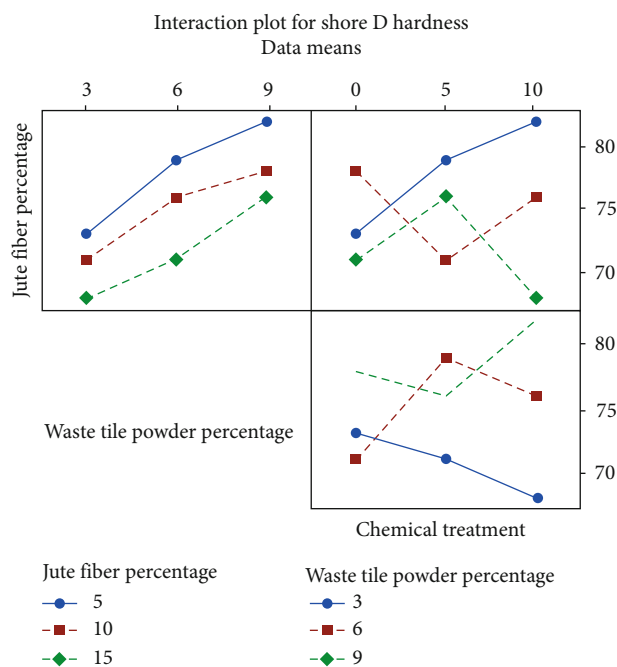 Interaction plot for shore D hardness
Data means
3 6 9 0 5 10
Jute fiber percentage
80
75
70
80
75
70
Waste tile powder percentage
Chemical treatment
Jute fiber percentage
5
10
15
Waste tile powder percentage
3
6
9